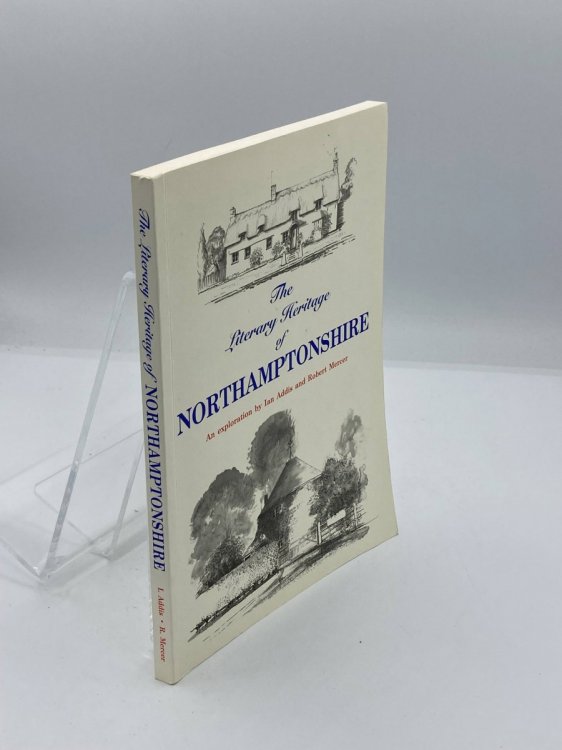 The Literary Heritage of NORTHAMPTONSHIRE
I. Addis • R. Mercer
The
Literary Heritage
of
NORTHAMPTONSHIRE
An exploration by Ian Addis and Robert Mercer